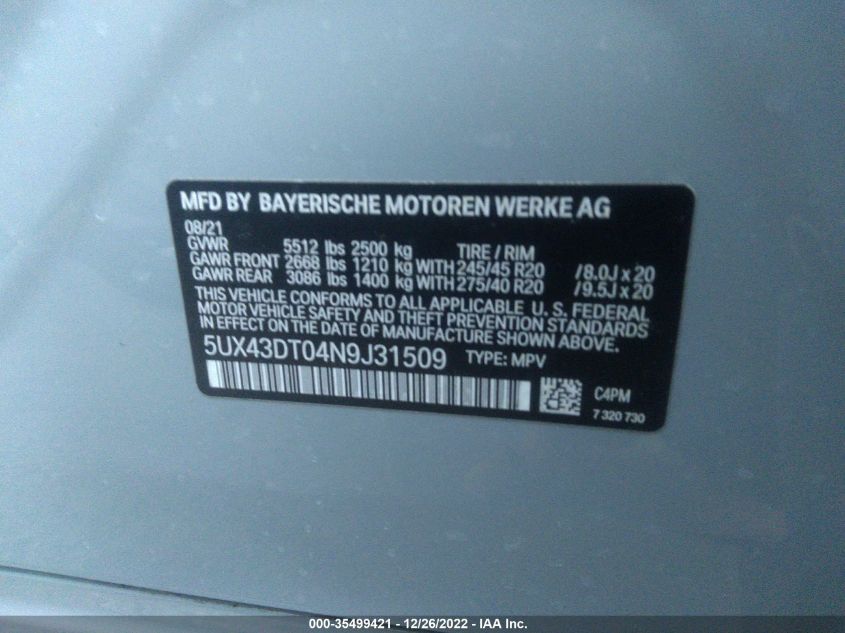 MFD BY BAYERISCHE MOTOREN WERKE AG
08/21
GVWR 5512 lbs 2500 kg TIRE / RIM
GAWR FRONT 2668 lbs 1210 kg WITH 245/45 R20 /8.0J x 20
GAWR REAR 3086 lbs 1400 kg WITH 275/40 R20 /9.5J x 20
THIS VEHICLE CONFORMS TO ALL APPLICABLE U. S. FEDERAL
MOTOR VEHICLE SAFETY AND THEFT PREVENTION STANDARDS
IN EFFECT ON THE DATE OF MANUFACTURE SHOWN ABOVE.
5UX43DT04N9J31509 TYPE: MPV
C4PM
7 320 730
000-35499421 - 12/26/2022 - IAA Inc.